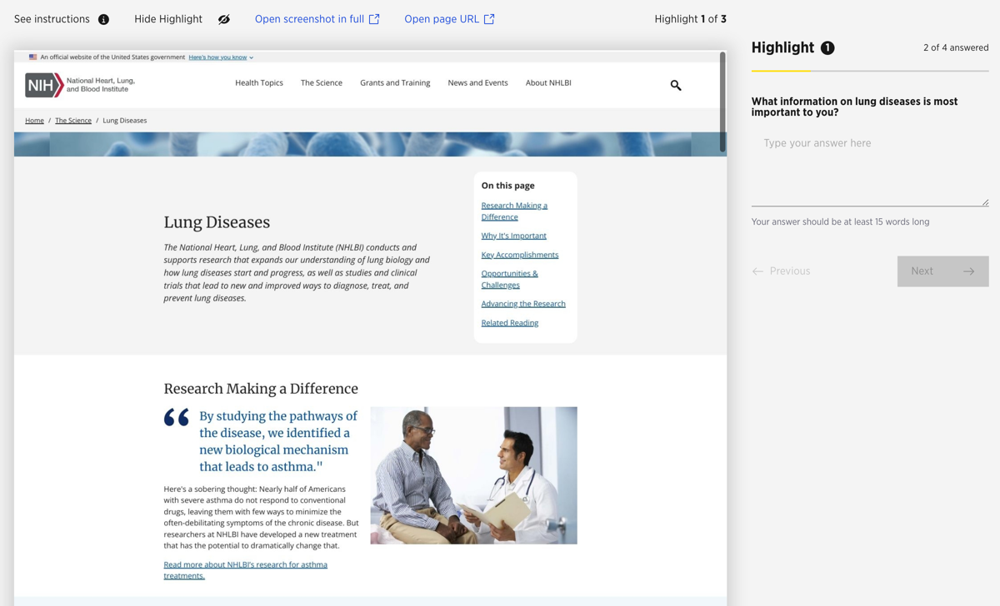 See instructions
Hide Highlight
Open screenshot in full
Open page URL
Highlight 1 of 3
An official website of the United States government Here's how you know
NIH National Heart, Lung,
and Blood Institute
Health Topics
The Science
Grants and Training
News and Events
About NHLBI
Home / The Science / Lung Diseases
Lung Diseases
The National Heart, Lung, and Blood Institute (NHLBI) conducts and
supports research that expands our understanding of lung biology and
how lung diseases start and progress, as well as studies and clinical
trials that lead to new and improved ways to diagnose, treat, and
prevent lung diseases.
On this page
Research Making a
Difference
Why It's Important
Key Accomplishments
Opportunities &
Challenges
Advancing the Research
Related Reading
Research Making a Difference
“ By studying the pathways of
the disease, we identified a
new biological mechanism
that leads to asthma."
Here's a sobering thought: Nearly half of Americans
with severe asthma do not respond to conventional
drugs, leaving them with few ways to minimize the
often-debilitating symptoms of the chronic disease. But
researchers at NHLBI have developed a new treatment
that has the potential to dramatically change that.
Read more about NHLBI's research for asthma
treatments.
Highlight 1
2 of 4 answered
What information on lung diseases is most
important to you?
Type your answer here
Your answer should be at least 15 words long
Previous
Next